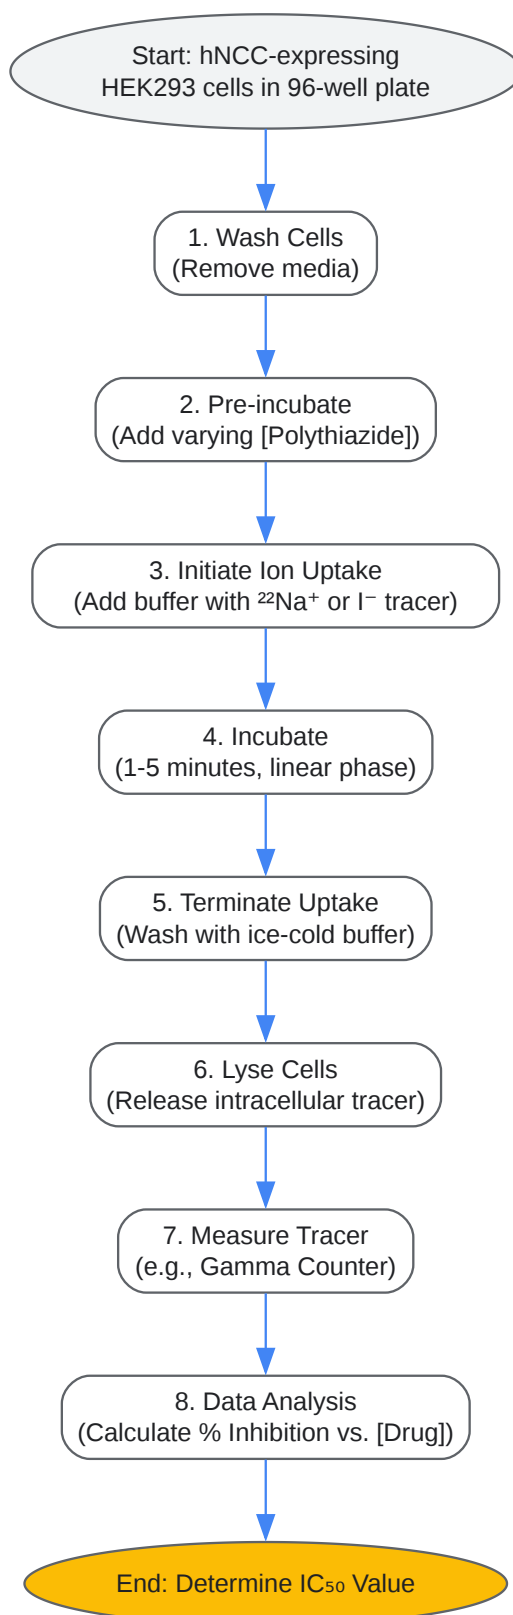 Start: hNCC-expressing
HEK293 cells in 96-well plate
1. Wash Cells
(Remove media)
2. Pre-incubate
(Add varying [Polythiazide])
3. Initiate Ion Uptake
(Add buffer with ²²Na⁺ or I⁻ tracer)
4. Incubate
(1-5 minutes, linear phase)
5. Terminate Uptake
(Wash with ice-cold buffer)
6. Lyse Cells
(Release intracellular tracer)
7. Measure Tracer
(e.g., Gamma Counter)
8. Data Analysis
(Calculate % Inhibition vs. [Drug])
End: Determine IC₅₀ Value